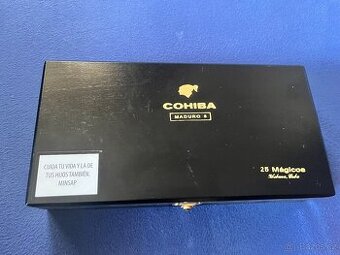 COHIBA
MADURO 5
25 Mágicos
Habana, Cuba
CUIDA TU VIDA Y LA DE
TUS HIJOS TAMBIÉN,
MINSAP